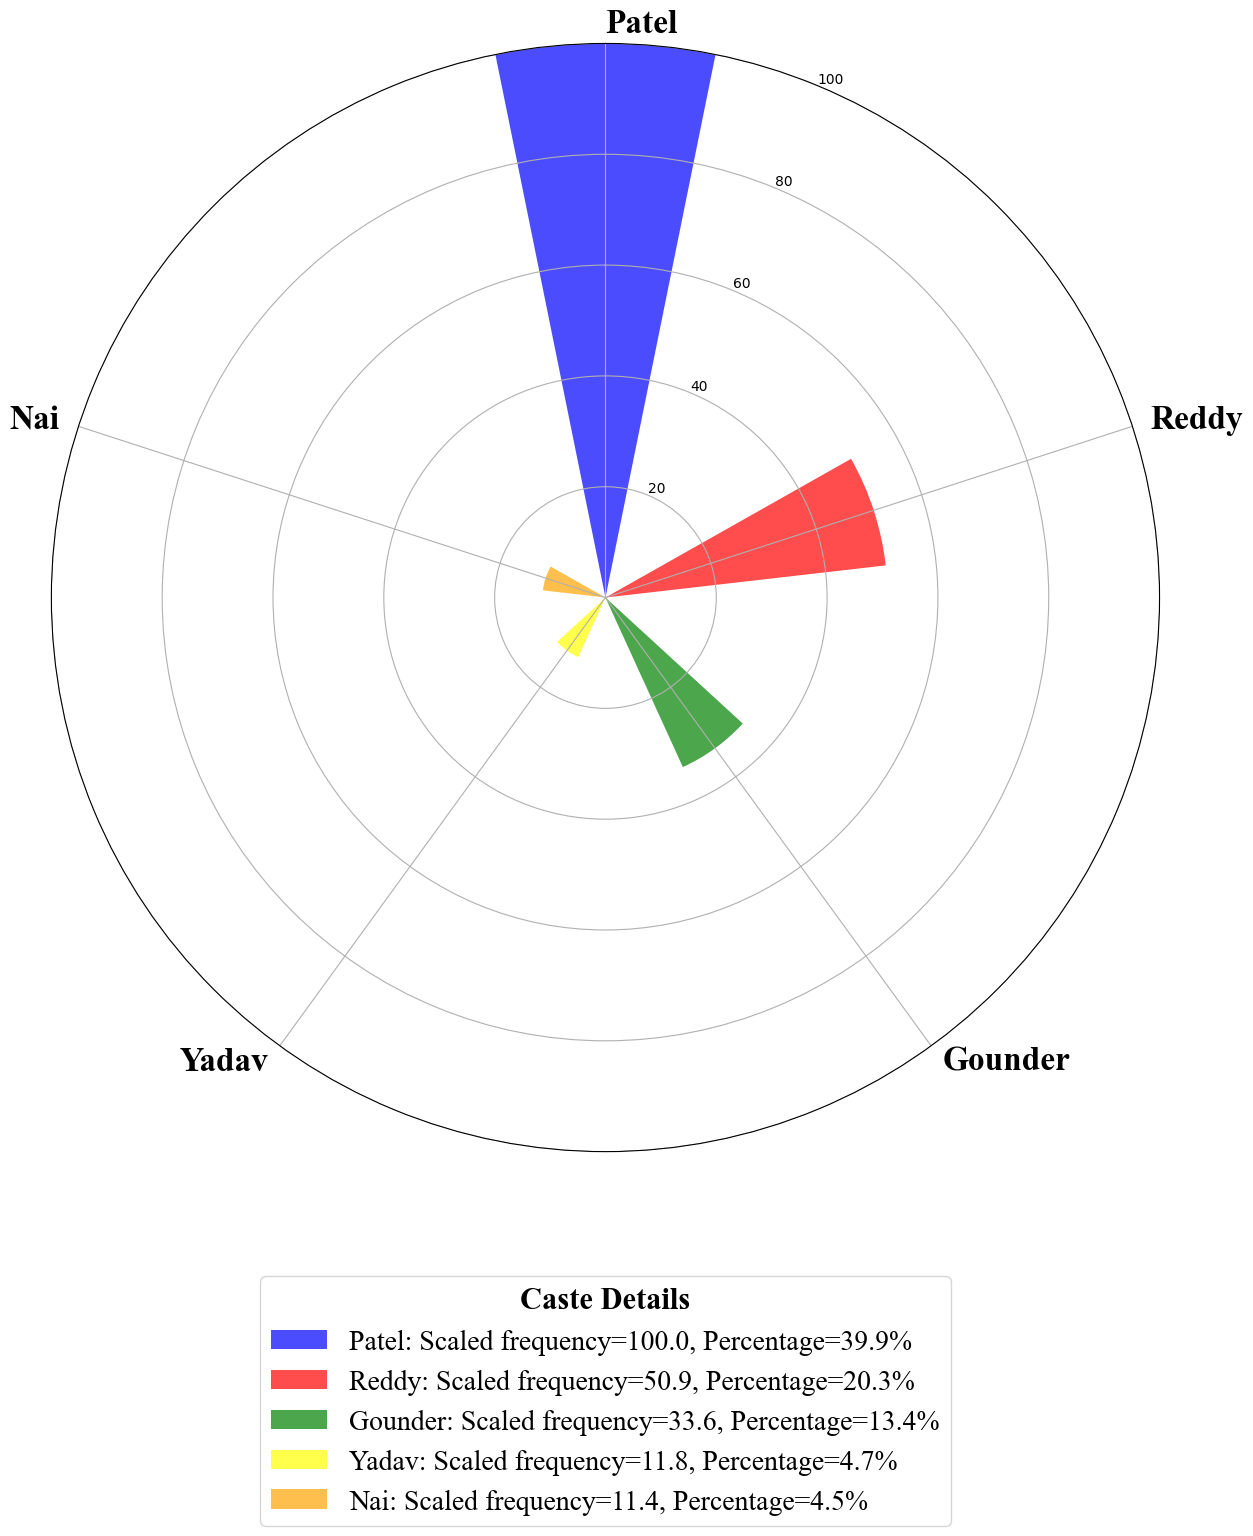 Patel
100
80
60
40
20
Nai
Reddy
Yadav
Gounder
Caste Details
Patel: Scaled frequency=100.0, Percentage=39.9%
Reddy: Scaled frequency=50.9, Percentage=20.3%
Gounder: Scaled frequency=33.6, Percentage=13.4%
Yadav: Scaled frequency=11.8, Percentage=4.7%
Nai: Scaled frequency=11.4, Percentage=4.5%